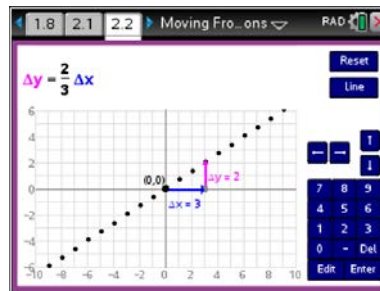 1.8 2.1 2.2 Moving Fro...ons RAD
Reset
Line
Δy = 2/3 Δx
6
4
2
0
-2
-4
-6
-10 -8 -6 -4 -2 0 2 4 6 8 10
(0,0)
Δy = 2
Δx = 3
7 8 9
4 5 6
1 2 3
0 - Del
Edit Enter